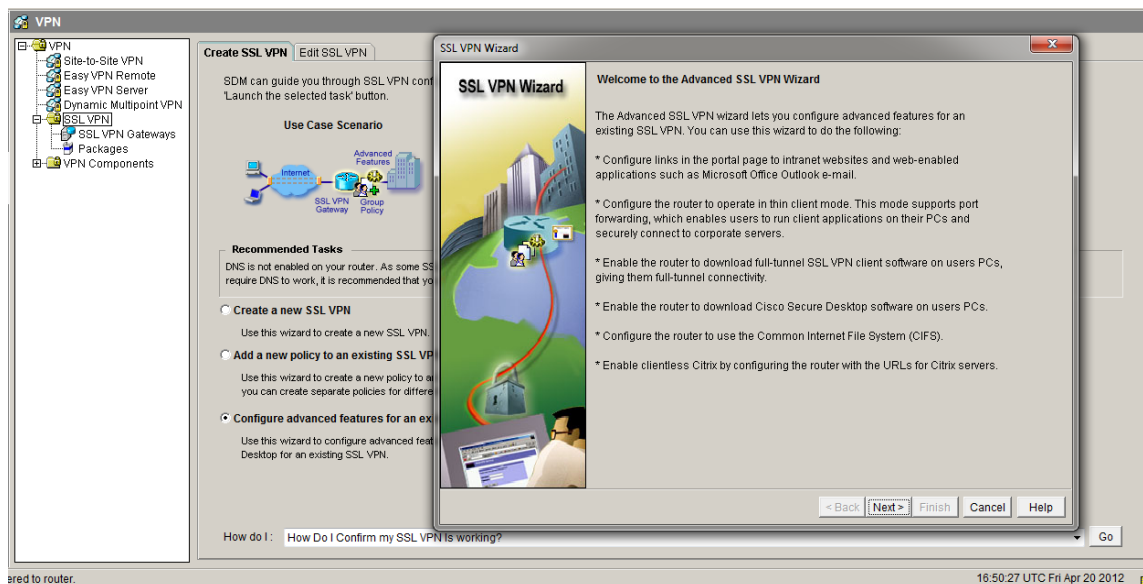 VPN
VPN
Site-to-Site VPN
Easy VPN Remote
Easy VPN Server
Dynamic Multipoint VPN
SSL VPN
SSL VPN Gateways
Packages
VPN Components
Create SSL VPN
Edit SSL VPN
SDM can guide you through SSL VPN conf
'Launch the selected task' button.
Use Case Scenario
Internet
Advanced
Features
SSL VPN
Gateway
Group
Policy
Recommended Tasks
DNS is not enabled on your router. As some SS
require DNS to work, it is recommended that yo
Create a new SSL VPN
Use this wizard to create a new SSL VPN.
Add a new policy to an existing SSL VP
Use this wizard to create a new policy to a
you can create separate policies for differe
Configure advanced features for an ex
Use this wizard to configure advanced feat
Desktop for an existing SSL VPN.
How do I :
How Do I Confirm my SSL VPN Is working?
Go
SSL VPN Wizard
SSL VPN Wizard
Welcome to the Advanced SSL VPN Wizard
The Advanced SSL VPN wizard lets you configure advanced features for an
existing SSL VPN. You can use this wizard to do the following:
* Configure links in the portal page to intranet websites and web-enabled
applications such as Microsoft Office Outlook e-mail.
* Configure the router to operate in thin client mode. This mode supports port
forwarding, which enables users to run client applications on their PCs and
securely connect to corporate servers.
* Enable the router to download full-tunnel SSL VPN client software on users PCs,
giving them full-tunnel connectivity.
* Enable the router to download Cisco Secure Desktop software on users PCs.
* Configure the router to use the Common Internet File System (CIFS).
* Enable clientless Citrix by configuring the router with the URLs for Citrix servers.
< Back
Next >
Finish
Cancel
Help
ered to router.
16:50:27 UTC Fri Apr 20 2012